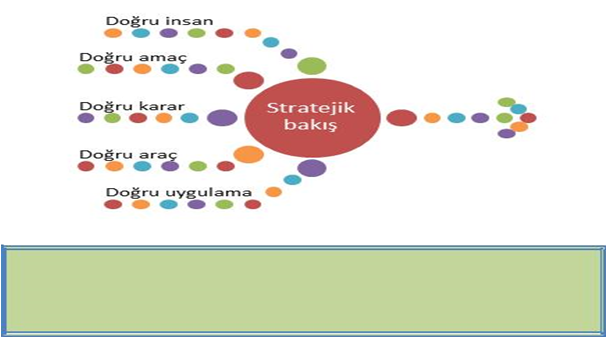 Doğru insan
Doğru amaç
Doğru karar
Stratejik
bakış
Doğru araç
Doğru uygulama